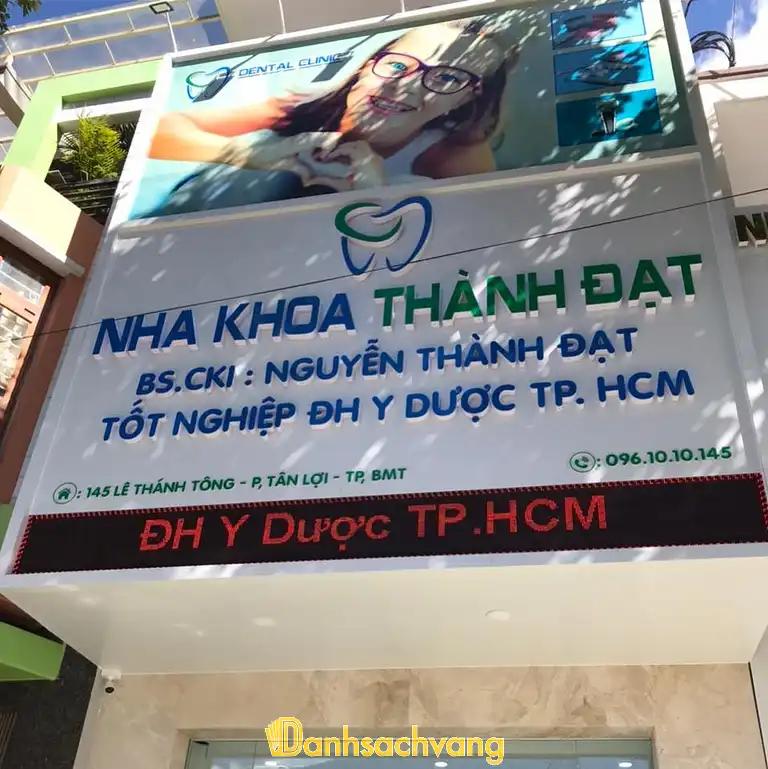 DENTAL CLINIC
NHA KHOA THÀNH ĐẠT
BS.CKI : NGUYỄN THÀNH ĐẠT
TỐT NGHIỆP ĐH Y DƯỢC TP. HCM
: 096.10.10.145
: 145 LÊ THÁNH TÔNG - P, TÂN LỢI - TP, BMT
ĐH Y Dược TP.HCM
Danhsachvang